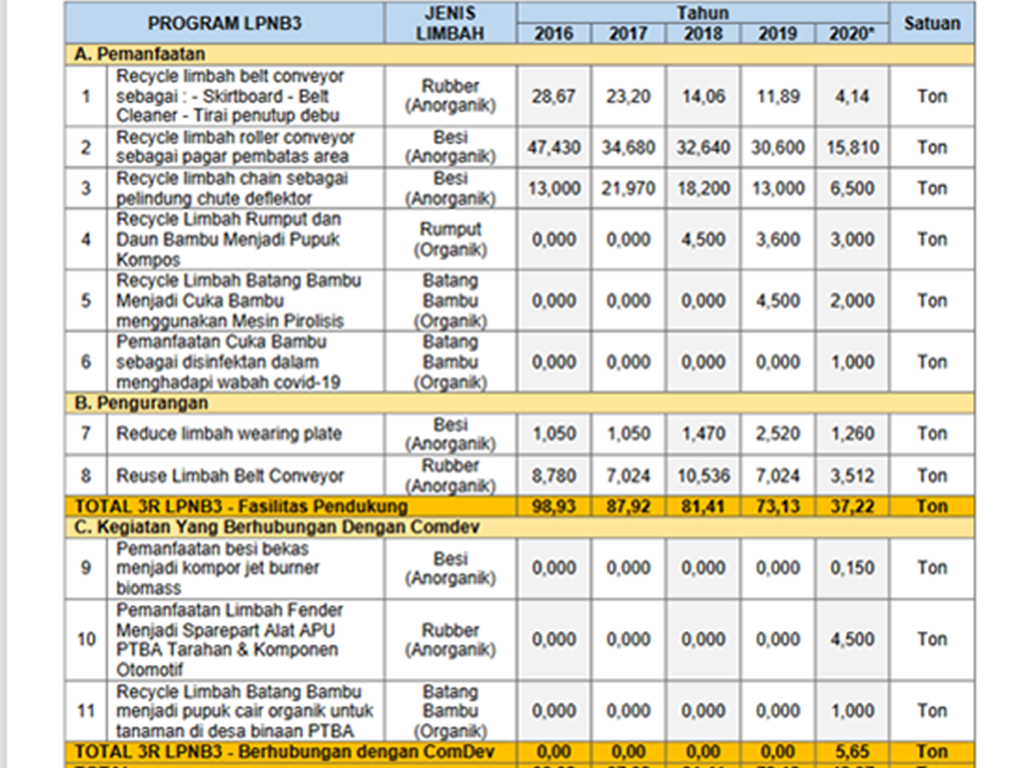 PROGRAM LPNB3 JENIS LIMBAH Tahun Satuan
2016 2017 2018 2019 2020*
A. Pemanfaatan
1 Recycle limbah belt conveyor sebagai : - Skirtboard - Belt Cleaner - Tirai penutup debu Rubber (Anorganik) 28,67 23,20 14,06 11,89 4,14 Ton
2 Recycle limbah roller conveyor sebagai pagar pembatas area Besi (Anorganik) 47,430 34,680 32,640 30,600 15,810 Ton
3 Recycle limbah chain sebagai pelindung chute deflektor Besi (Anorganik) 13,000 21,970 18,200 13,000 6,500 Ton
4 Recycle Limbah Rumput dan Daun Bambu Menjadi Pupuk Kompos Rumput (Organik) 0,000 0,000 4,500 3,600 3,000 Ton
5 Recycle Limbah Batang Bambu Menjadi Cuka Bambu menggunakan Mesin Pirolisis Batang Bambu (Organik) 0,000 0,000 0,000 4,500 2,000 Ton
6 Pemanfaatan Cuka Bambu sebagai disinfektan dalam menghadapi wabah covid-19 Batang Bambu (Organik) 0,000 0,000 0,000 0,000 1,000 Ton
B. Pengurangan
7 Reduce limbah wearing plate Besi (Anorganik) 1,050 1,050 1,470 2,520 1,260 Ton
8 Reuse Limbah Belt Conveyor Rubber (Anorganik) 8,780 7,024 10,536 7,024 3,512 Ton
TOTAL 3R LPNB3 - Fasilitas Pendukung 98,93 87,92 81,41 73,13 37,22 Ton
C. Kegiatan Yang Berhubungan Dengan Comdev
9 Pemanfaatan besi bekas menjadi kompor jet burner biomass Besi (Anorganik) 0,000 0,000 0,000 0,000 0,150 Ton
10 Pemanfaatan Limbah Fender Menjadi Sparepart Alat APU PTBA Tarahan & Komponen Otomotif Rubber (Anorganik) 0,000 0,000 0,000 0,000 4,500 Ton
11 Recycle Limbah Batang Bambu menjadi pupuk cair organik untuk tanaman di desa binaan PTBA Batang Bambu (Organik) 0,000 0,000 0,000 0,000 1,000 Ton
TOTAL 3R LPNB3 - Berhubungan dengan ComDev 0,00 0,00 0,00 0,00 5,65 Ton